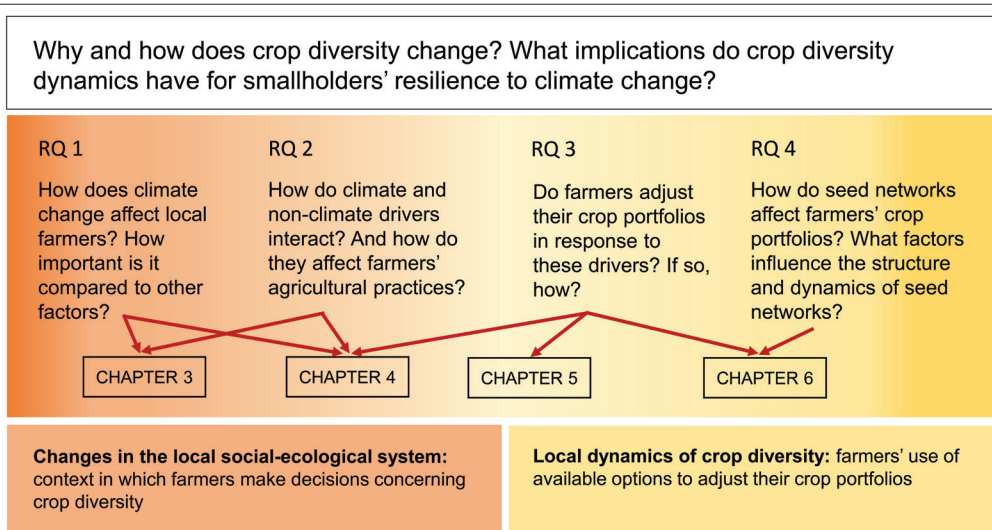 Why and how does crop diversity change? What implications do crop diversity
dynamics have for smallholders' resilience to climate change?
RQ 1
How does climate
change affect local
farmers? How
important is it
compared to other
factors?
RQ 2
How do climate and
non-climate drivers
interact? And how do
they affect farmers'
agricultural practices?
RQ 3
Do farmers adjust
their crop portfolios
in response to
these drivers? If so,
how?
RQ 4
How do seed networks
affect farmers' crop
portfolios? What factors
influence the structure
and dynamics of seed
networks?
CHAPTER 3
CHAPTER 4
CHAPTER 5
CHAPTER 6
Changes in the local social-ecological system:
context in which farmers make decisions concerning
crop diversity
Local dynamics of crop diversity: farmers' use of
available options to adjust their crop portfolios